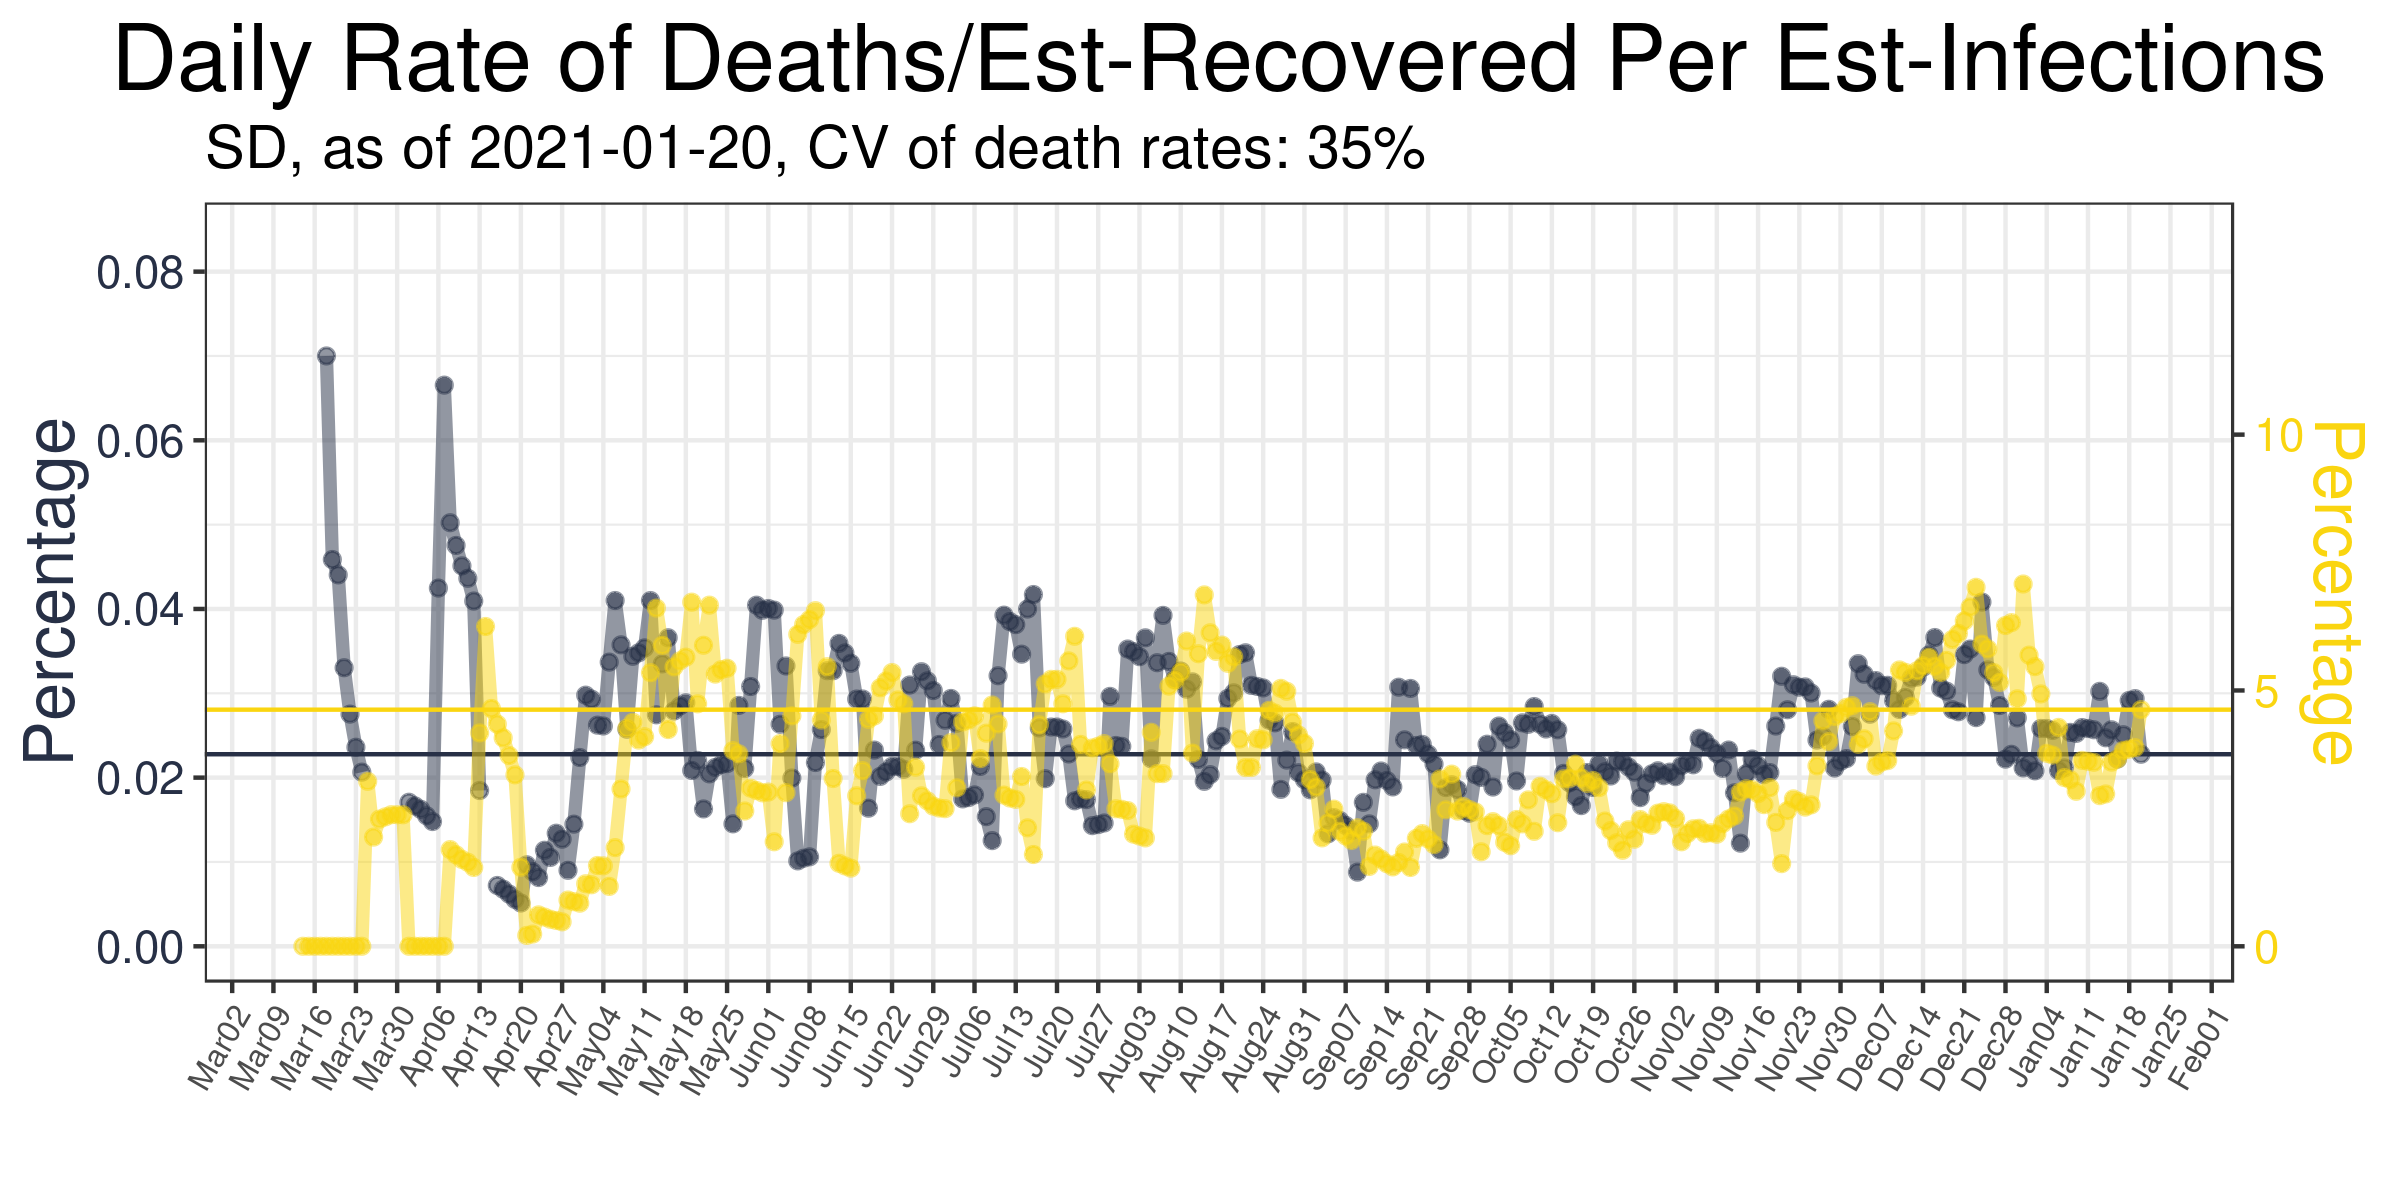 Daily Rate of Deaths/Est-Recovered Per Est-Infections
SD, as of 2021-01-20, CV of death rates: 35%
Percentage
0.08
0.06
0.04
0.02
0.00
10
5
0
Percentage
Mar02
Mar09
Mar16
Mar23
Mar30
Apr06
Apr13
Apr20
Apr27
May04
May11
May18
May25
Jun01
Jun08
Jun15
Jun22
Jun29
Jul06
Jul13
Jul20
Jul27
Aug03
Aug10
Aug17
Aug24
Aug31
Sep07
Sep14
Sep21
Sep28
Oct05
Oct12
Oct19
Oct26
Nov02
Nov09
Nov16
Nov23
Nov30
Dec07
Dec14
Dec21
Dec28
Jan04
Jan11
Jan18
Jan25
Feb01